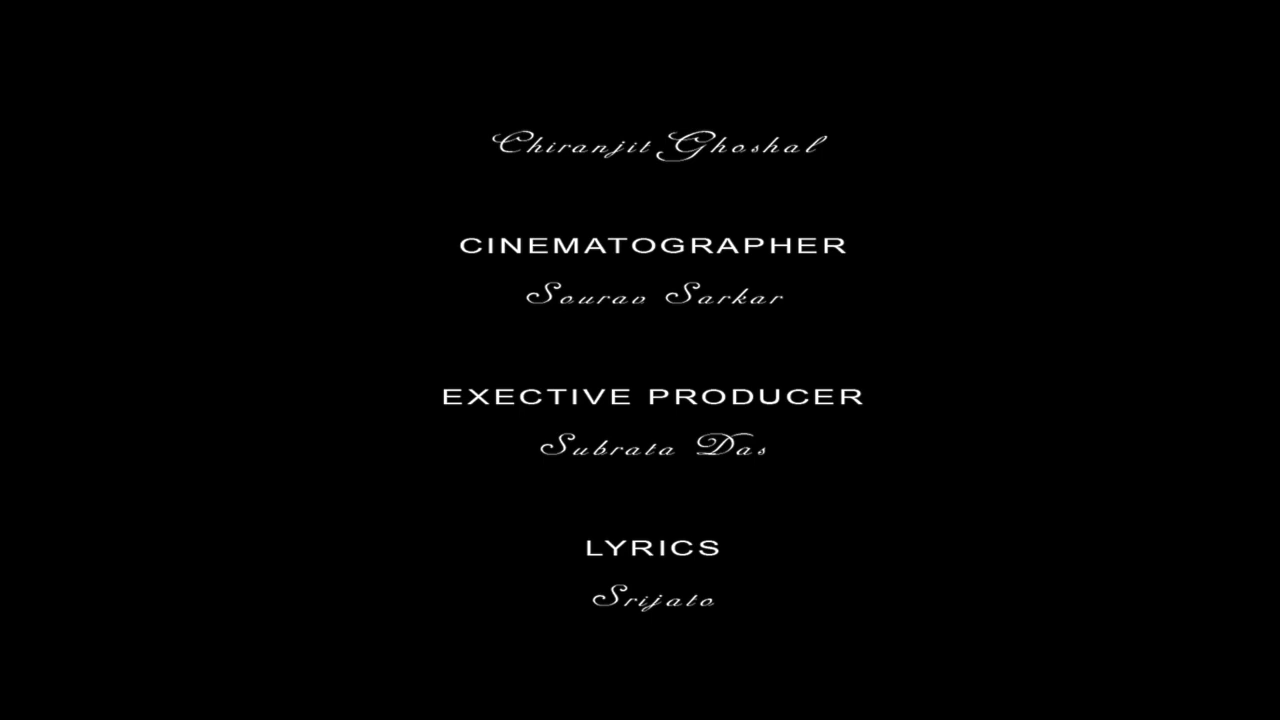 Chiranjit Ghoshal
CINEMATOGRAPHER
Sourav Sarkar
EXECTIVE PRODUCER
Subrata Das
LYRICS
Srijato